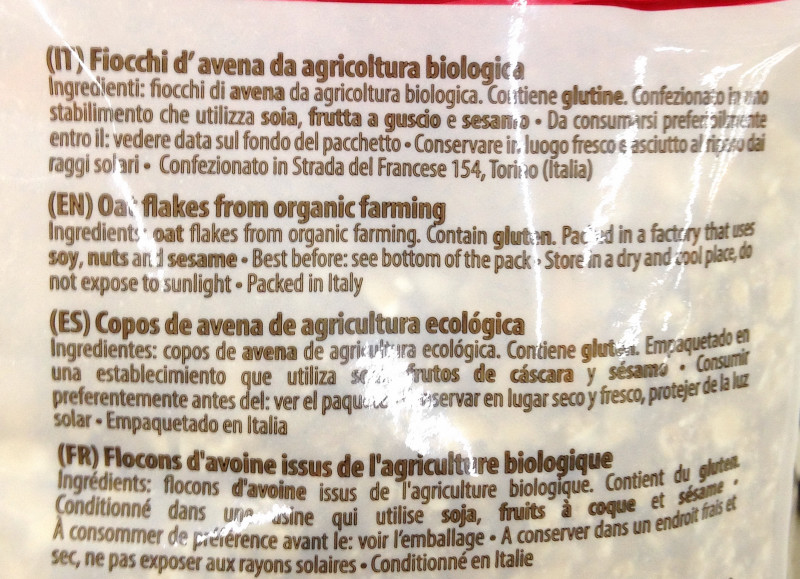 (IT) Fiocchi d'avena da agricoltura biologica
Ingredienti: fiocchi di avena da agricoltura biologica. Contiene glutine. Confezionato in uno
stabilimento che utilizza soia, frutta a guscio e sesamo • Da consumarsi preferibilmente
entro il: vedere data sul fondo del pacchetto • Conservare in luogo fresco e asciutto al riparo dai
raggi solari • Confezionato in Strada del Francese 154, Torino (Italia)
(EN) Oat flakes from organic farming
Ingredients: oat flakes from organic farming. Contain gluten. Packed in a factory that uses
soy, nuts and sesame • Best before: see bottom of the pack • Store in a dry and cool place, do
not expose to sunlight • Packed in Italy
(ES) Copos de avena de agricultura ecológica
Ingredientes: copos de avena de agricultura ecológica. Contiene gluten. Empaquetado en
una establecimiento que utiliza frutos de cáscara y sésamo • Consumir
preferentemente antes del: ver el paquete en lugar seco y fresco, protejer de la luz
solar • Empaquetado en Italia
(FR) Flocons d'avoine issus de l'agriculture biologique
Ingrédients: flocons d'avoine issus de l'agriculture biologique. Contient du gluten.
Conditionné dans une usine qui utilise soja, fruits à coque et sésame •
À consommer de préférence avant le: voir l'emballage • A conserver dans un endroit frais et
sec, ne pas exposer aux rayons solaires • Conditionné en Italie